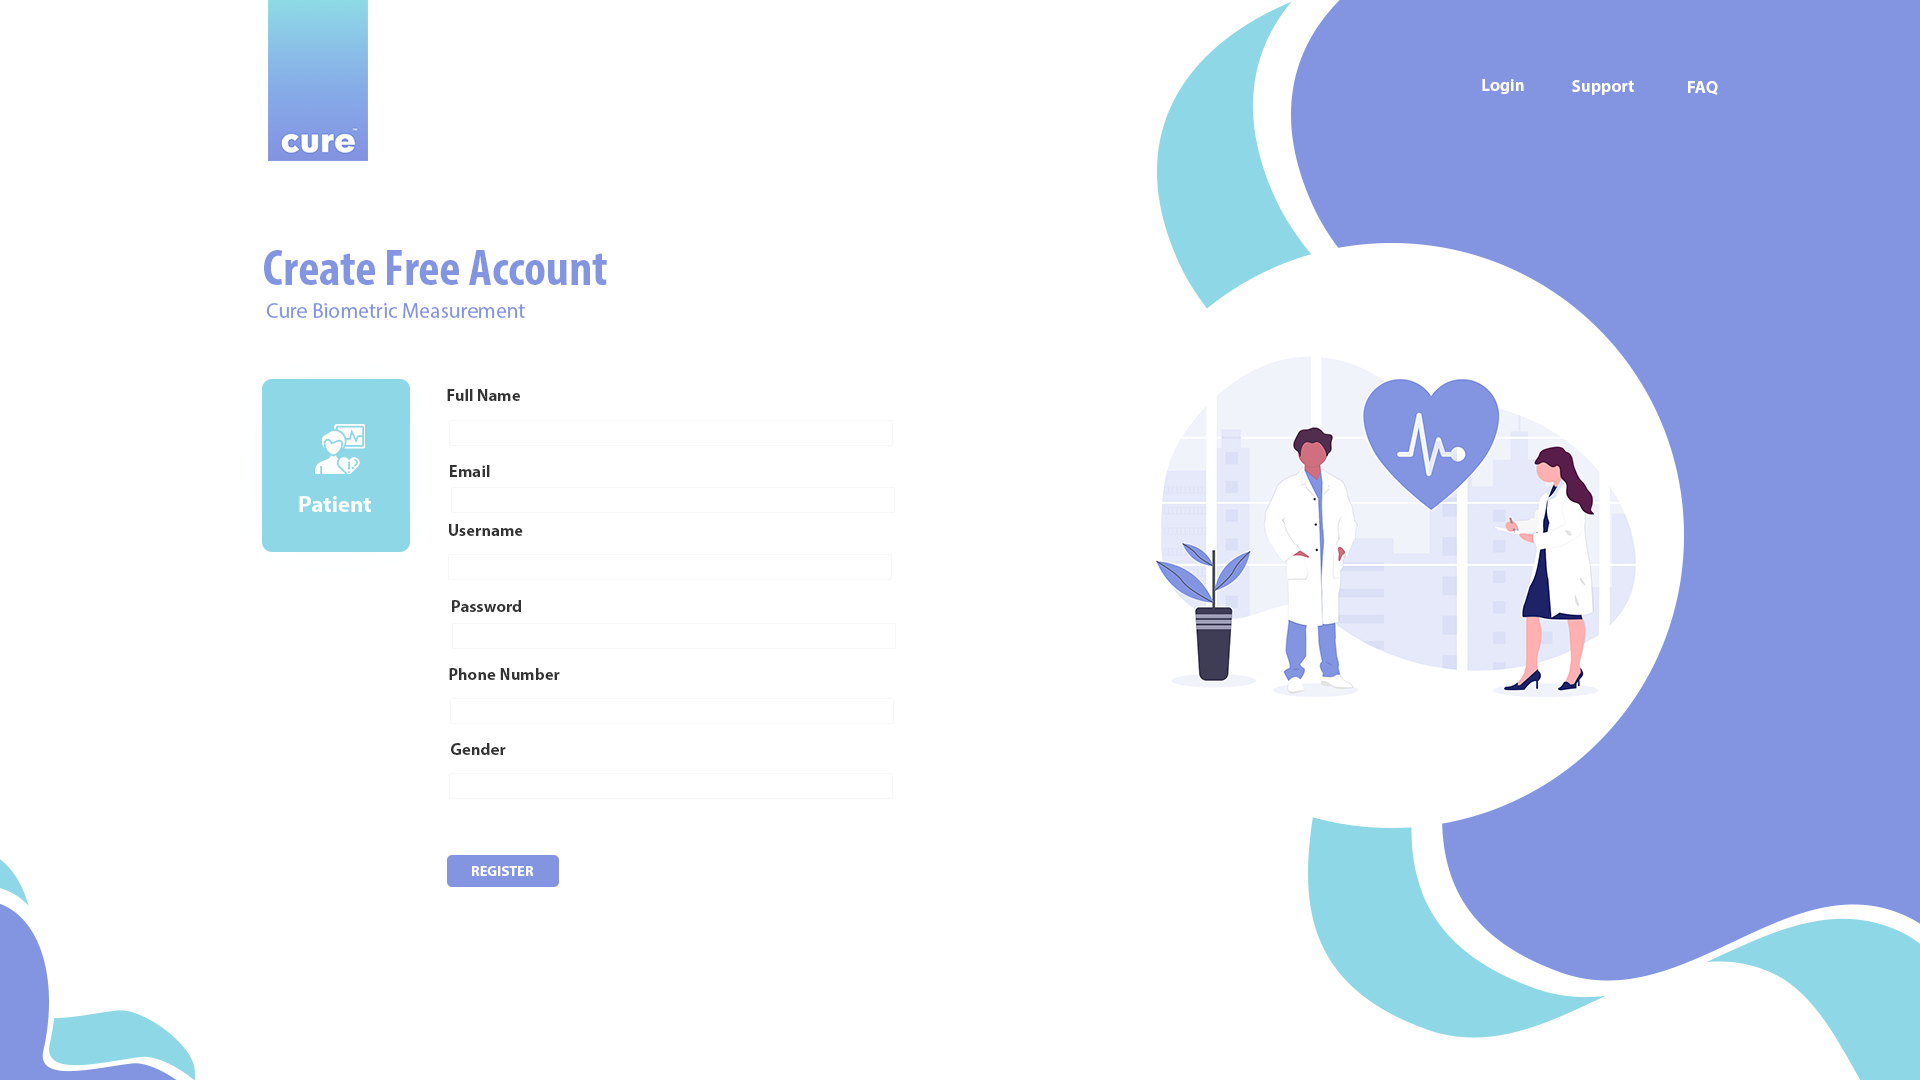 cure™
Login
Support
FAQ
Create Free Account
Cure Biometric Measurement
Patient
Full Name
Email
Username
Password
Phone Number
Gender
REGISTER